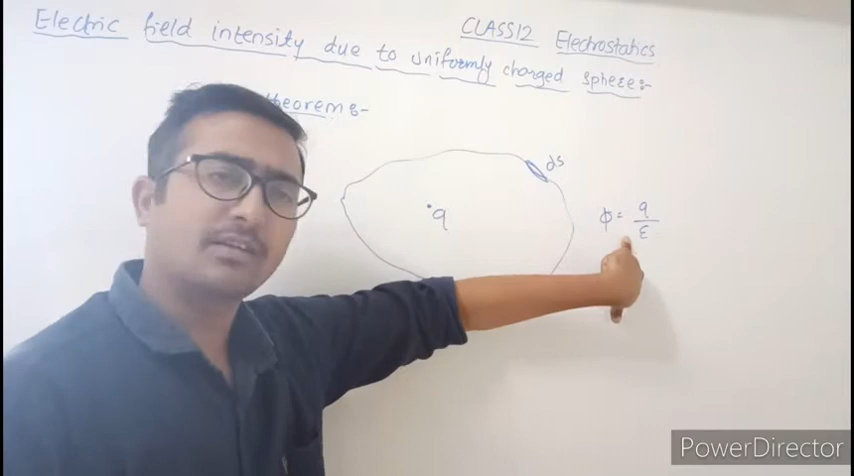 CLASS12 Electrostatics
Electric field intensity due to uniformly charged sphere:-
theorem:-
ds
.q
φ = q/ε
PowerDirector